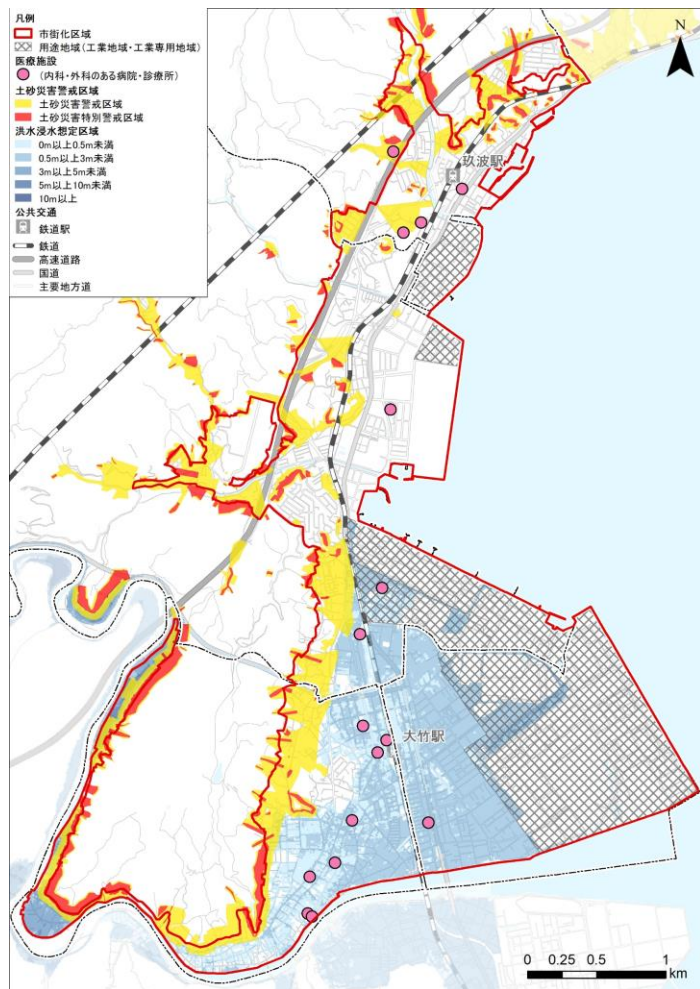 凡例
市街化区域
用途地域(工業地域・工業専用地域)
医療施設
(内科・外科のある病院・診療所)
土砂災害警戒区域
土砂災害警戒区域
土砂災害特別警戒区域
洪水浸水想定区域
0m以上0.5m未満
0.5m以上3m未満
3m以上5m未満
5m以上10m未満
10m以上
公共交通
鉄道駅
鉄道
高速道路
国道
主要地方道
N
玖波駅
大竹駅
0 0.25 0.5 1
km